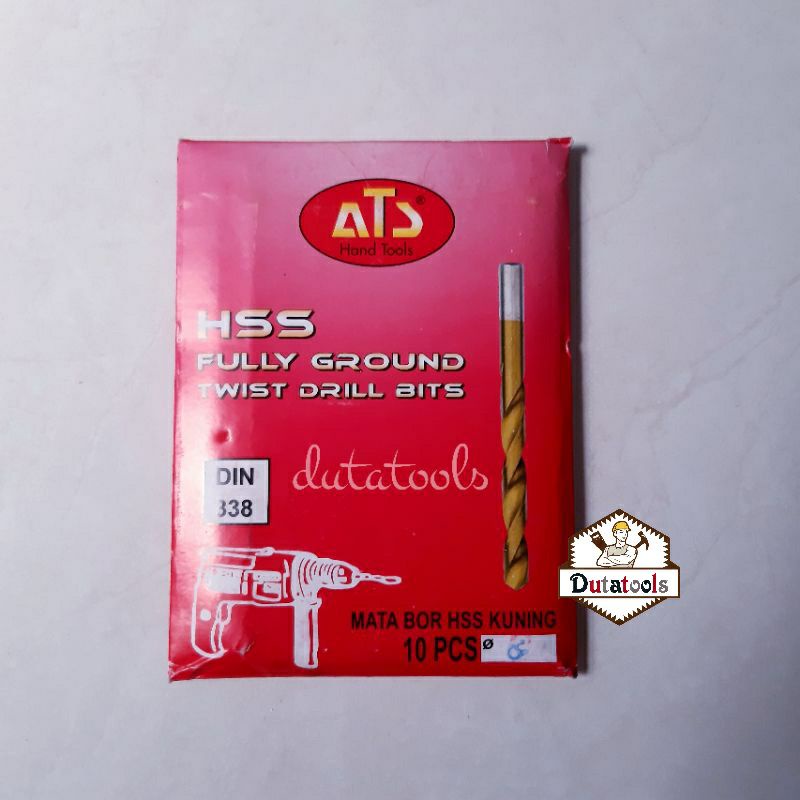 ATS®
Hand Tools
HSS
FULLY GROUND
TWIST DRILL BITS
dutatools
DIN
338
Dutatools
MATA BOR HSS KUNING
10 PCS Ø